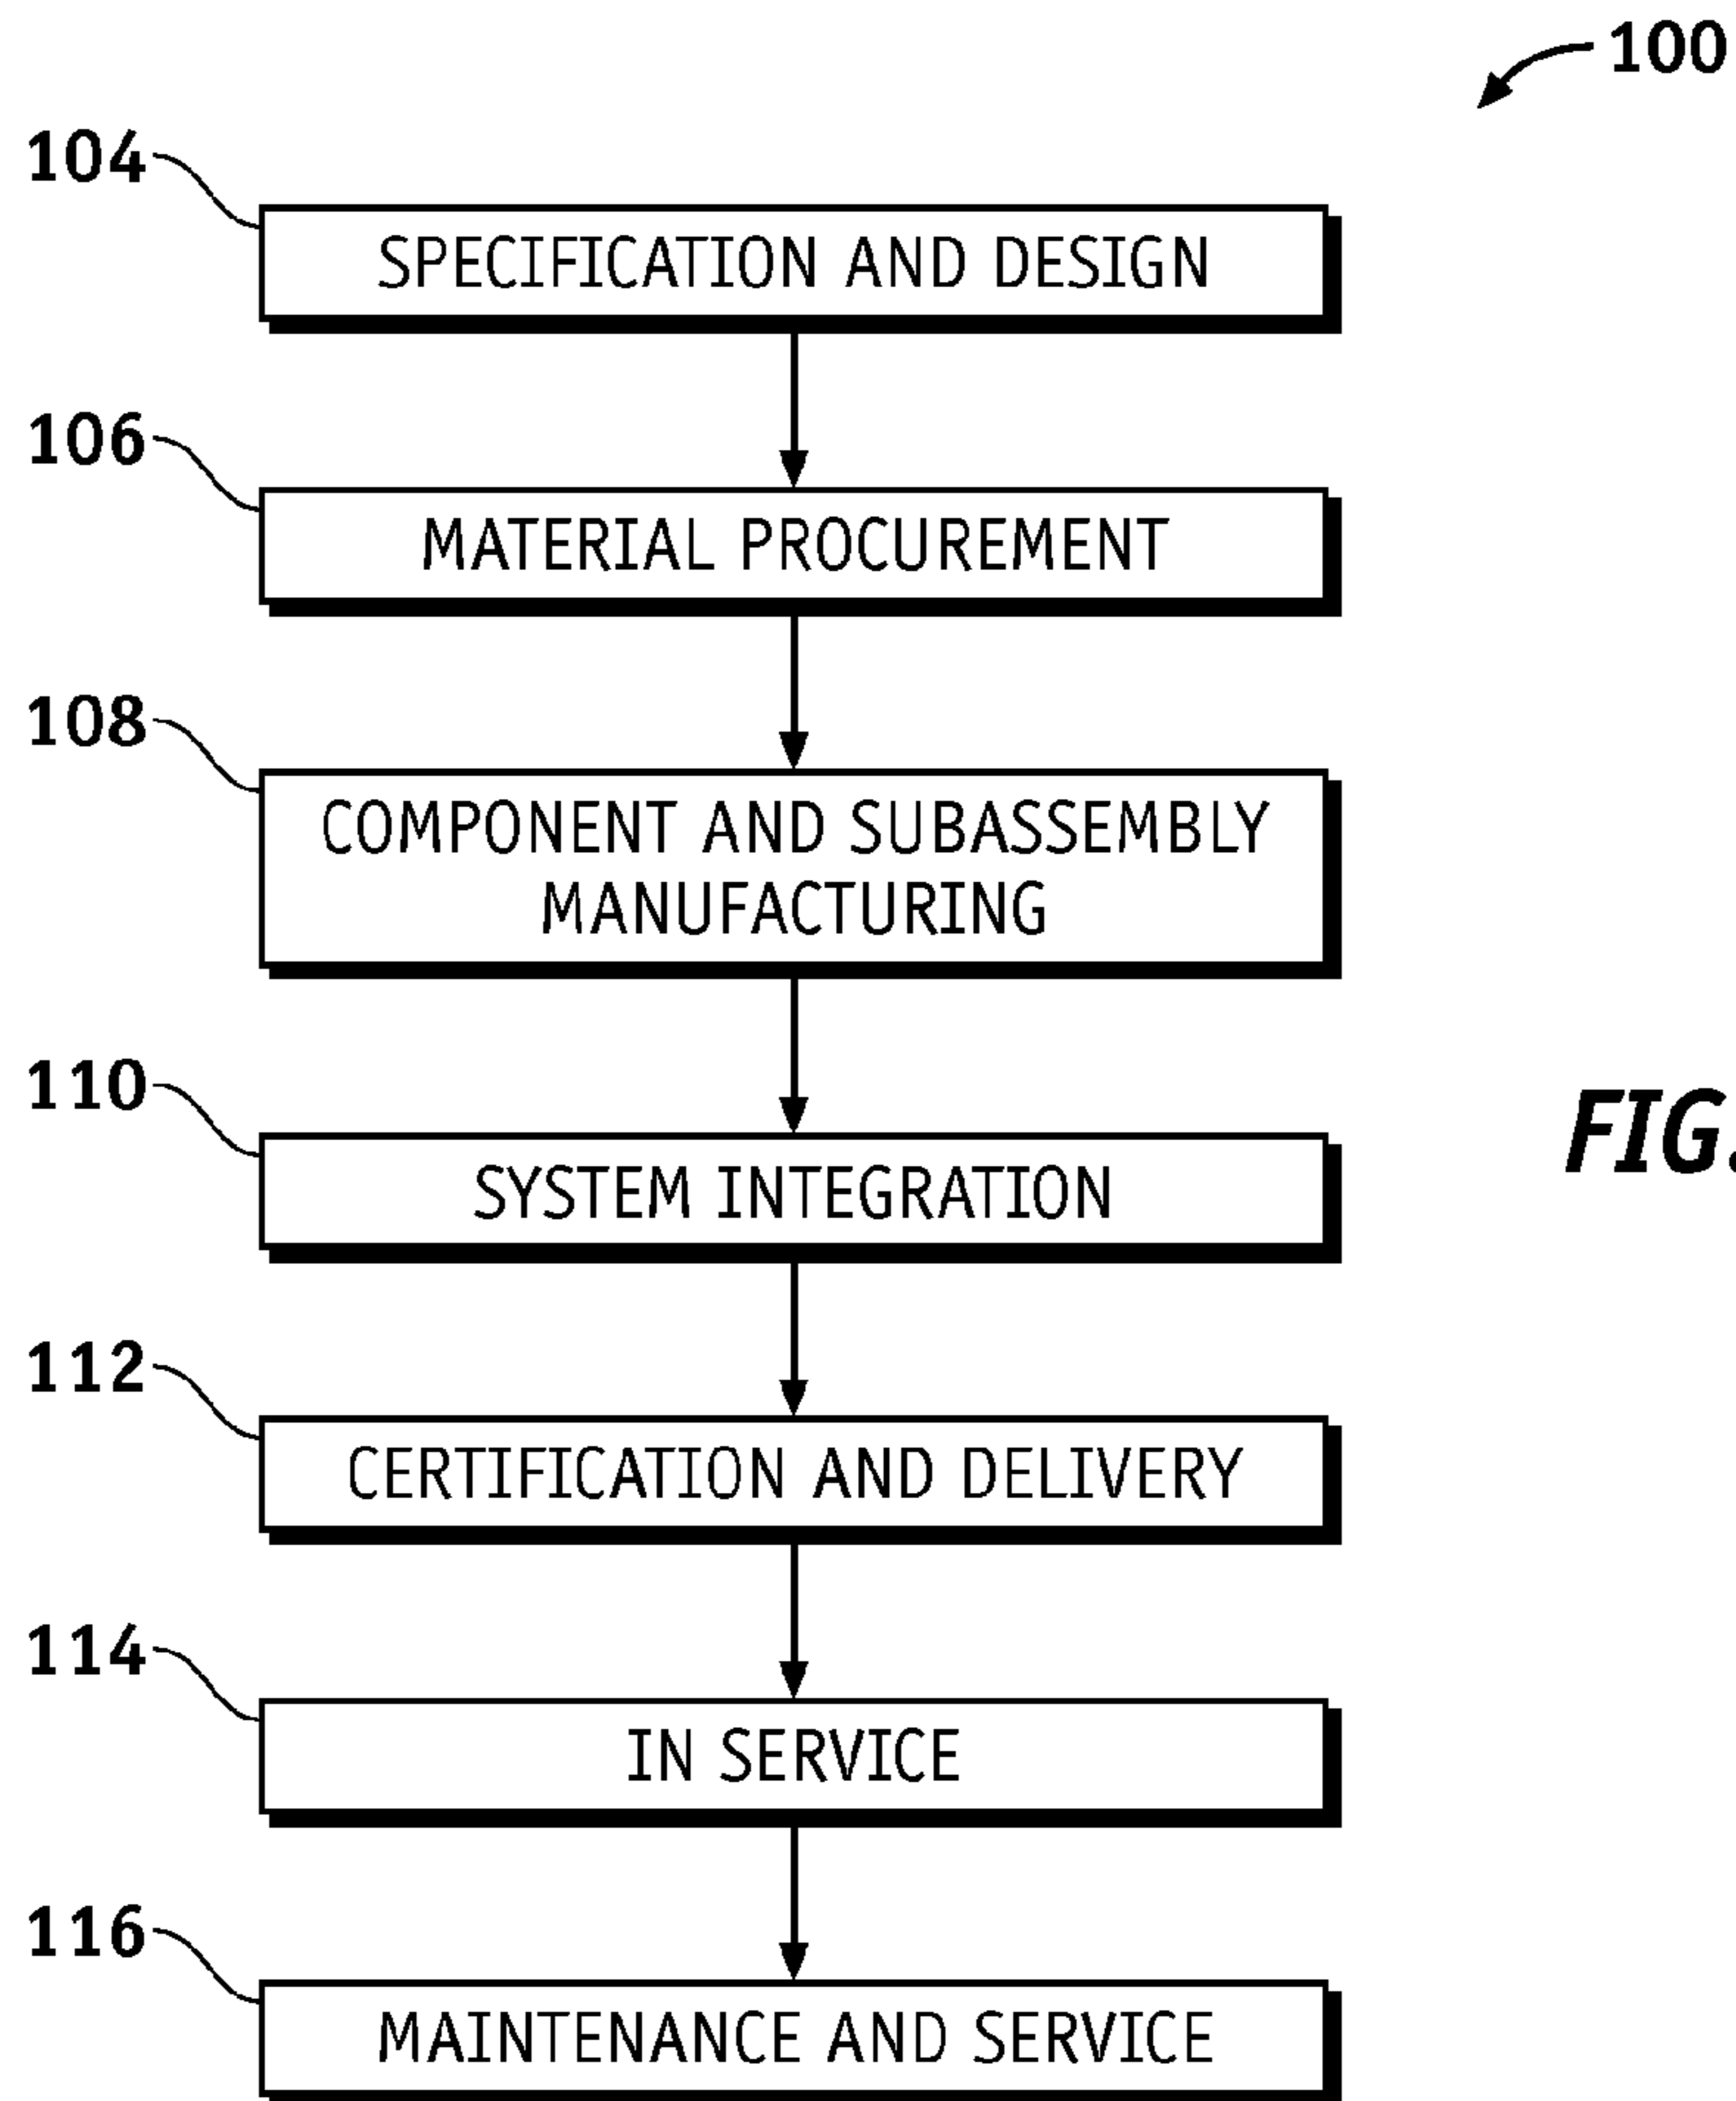 100
104
SPECIFICATION AND DESIGN
106
MATERIAL PROCUREMENT
108
COMPONENT AND SUBASSEMBLY
MANUFACTURING
110
SYSTEM INTEGRATION
FIG.
112
CERTIFICATION AND DELIVERY
114
IN SERVICE
116
MAINTENANCE AND SERVICE